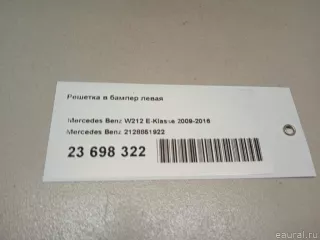 Решетка в бампер левая
Mercedes Benz W212 E-Klasse 2009-2016
Mercedes Benz 2128851922
23 698 322
eaural.ru